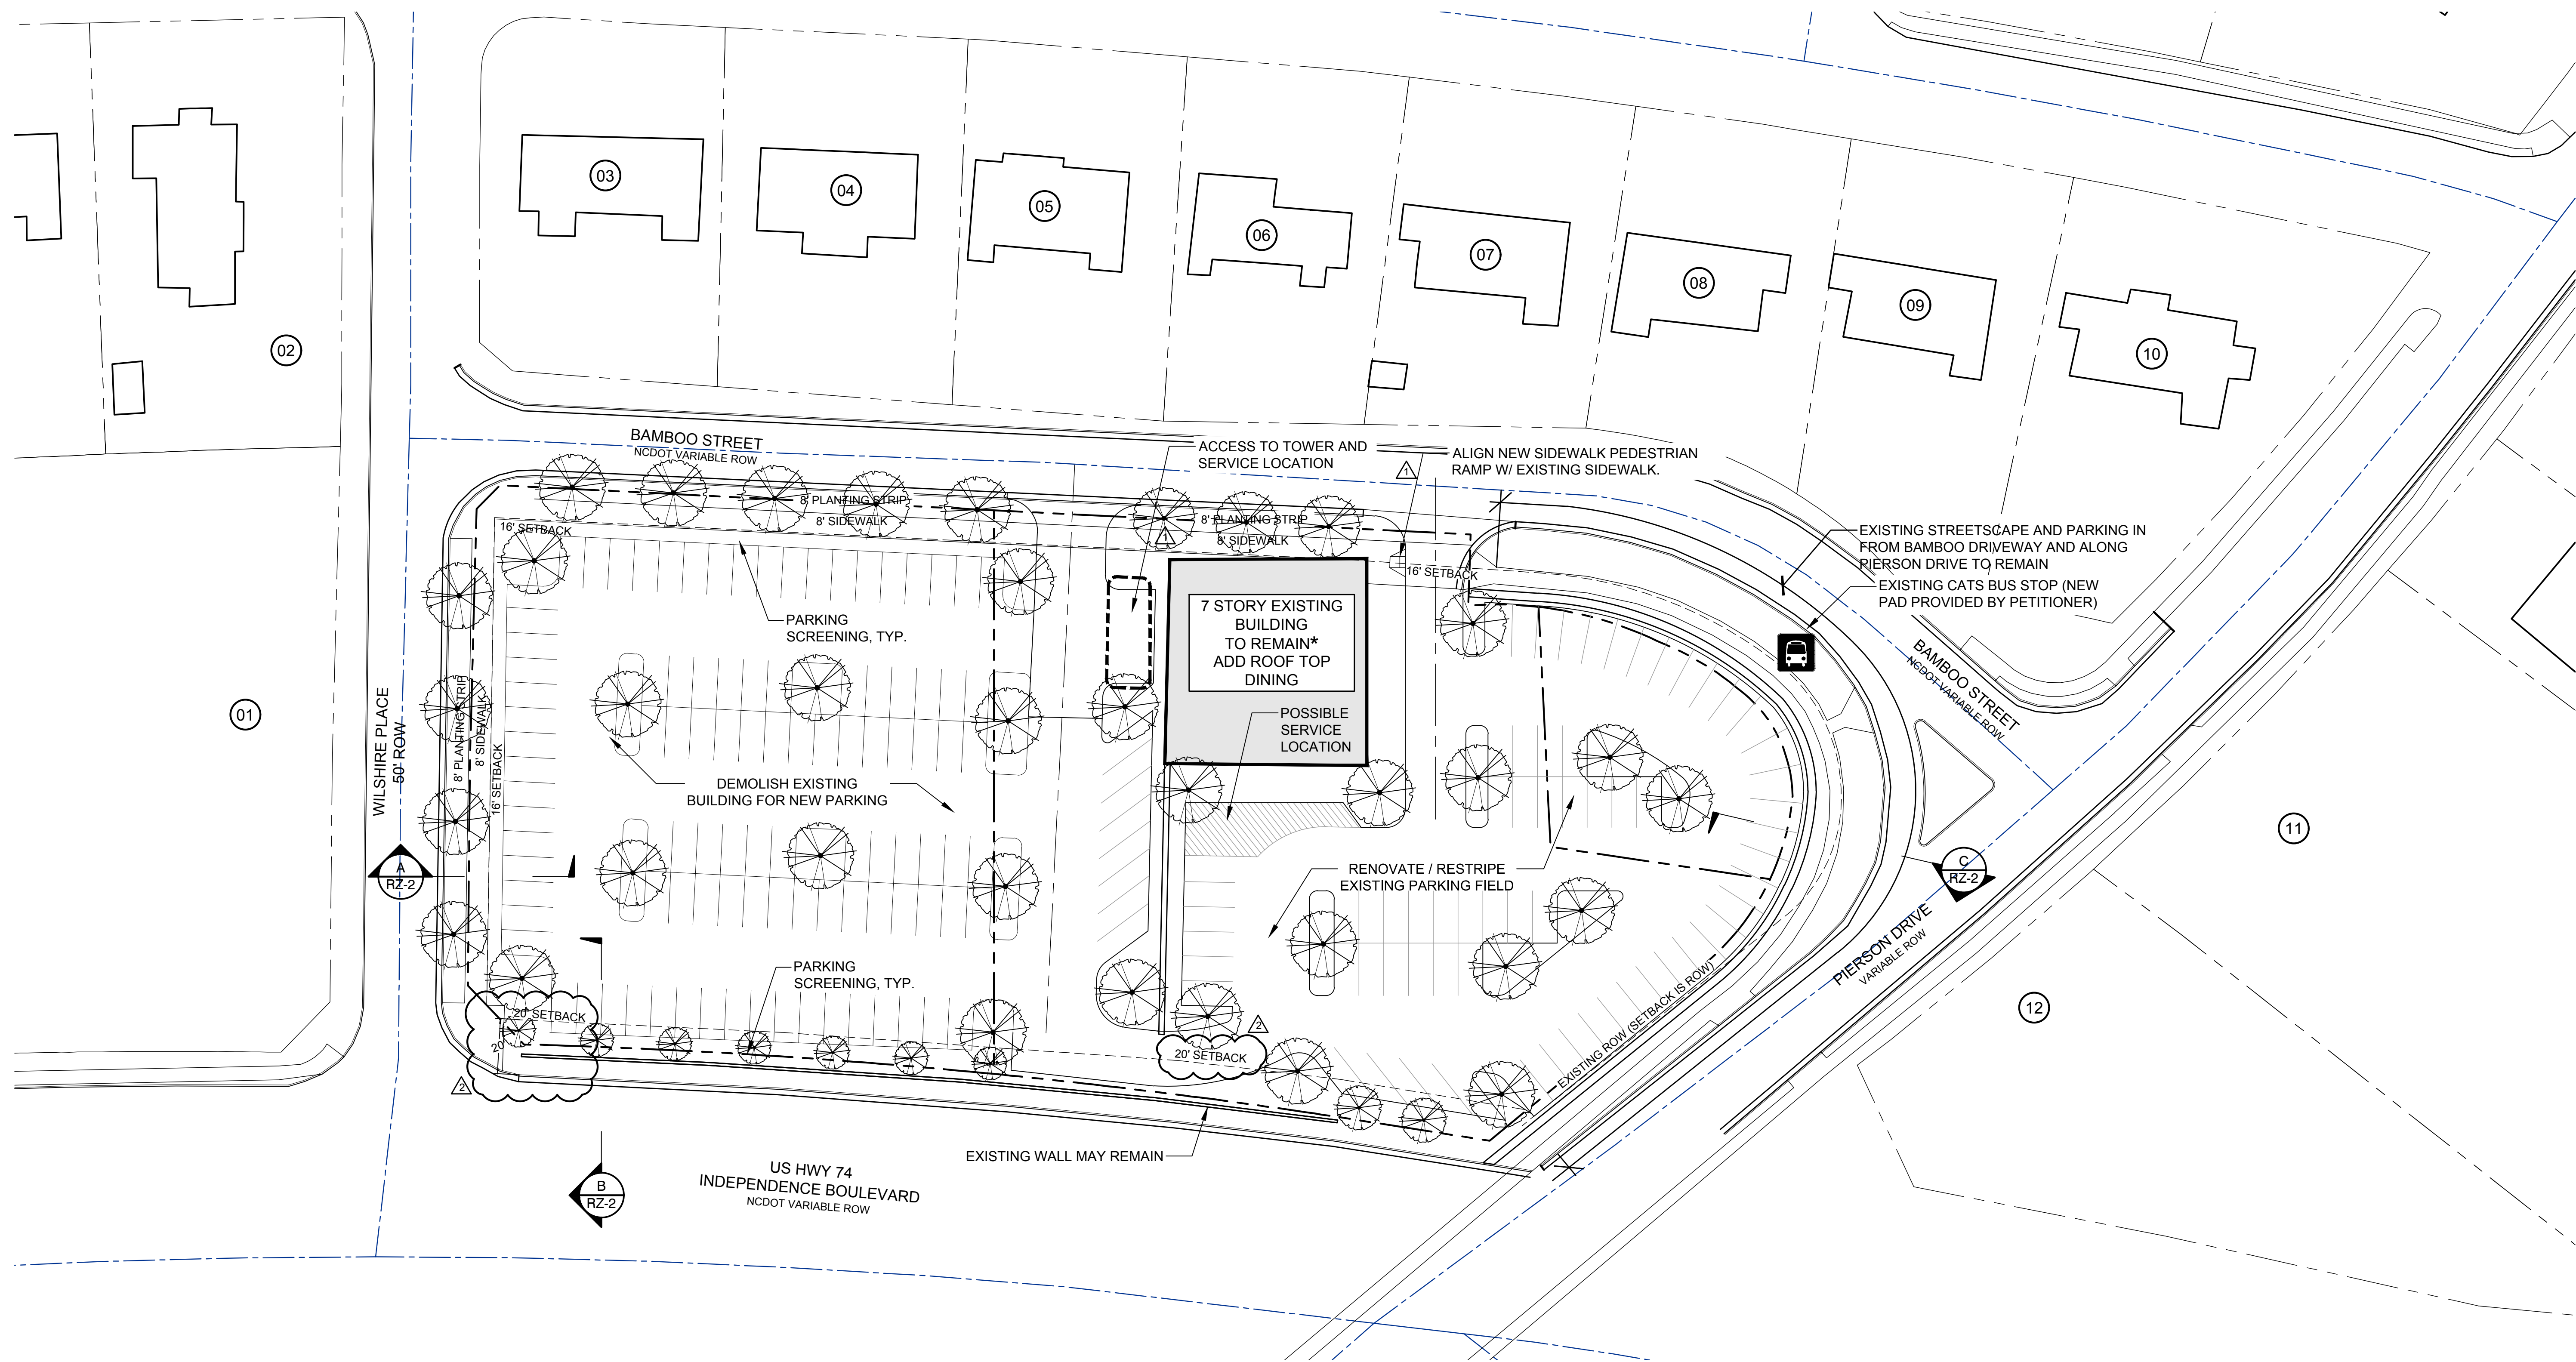 03
04
05
06
07
08
09
10
02
01
11
12
BAMBOO STREET
NCDOT VARIABLE ROW
ACCESS TO TOWER AND
SERVICE LOCATION
ALIGN NEW SIDEWALK PEDESTRIAN
RAMP W/ EXISTING SIDEWALK.
1
8' PLANTING STRIP
8' SIDEWALK
16' SETBACK
8' PLANTING STRIP
8' SIDEWALK
1
16' SETBACK
EXISTING STREETSCAPE AND PARKING IN
FROM BAMBOO DRIVEWAY AND ALONG
PIERSON DRIVE TO REMAIN
EXISTING CATS BUS STOP (NEW
PAD PROVIDED BY PETITIONER)
PARKING
SCREENING, TYP.
7 STORY EXISTING
BUILDING
TO REMAIN*
ADD ROOF TOP
DINING
POSSIBLE
SERVICE
LOCATION
BAMBOO STREET
NCDOT VARIABLE ROW
WILSHIRE PLACE
50' ROW
8' PLANTING STRIP
8' SIDEWALK
16' SETBACK
DEMOLISH EXISTING
BUILDING FOR NEW PARKING
RENOVATE / RESTRIPE
EXISTING PARKING FIELD
A
RZ-2
C
RZ-2
PIERSON DRIVE
VARIABLE ROW
EXISTING ROW (SETBACK IS ROW)
PARKING
SCREENING, TYP.
20' SETBACK
20'
2
2
20' SETBACK
EXISTING WALL MAY REMAIN
B
RZ-2
US HWY 74
INDEPENDENCE BOULEVARD
NCDOT VARIABLE ROW